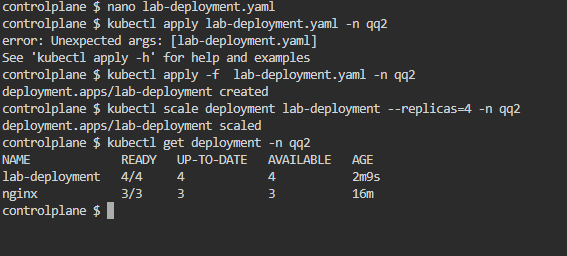 controlplane $ nano lab-deployment.yaml
controlplane $ kubectl apply lab-deployment.yaml -n qq2
error: Unexpected args: [lab-deployment.yaml]
See 'kubectl apply -h' for help and examples
controlplane $ kubectl apply -f  lab-deployment.yaml -n qq2
deployment.apps/lab-deployment created
controlplane $ kubectl scale deployment lab-deployment --replicas=4 -n qq2
deployment.apps/lab-deployment scaled
controlplane $ kubectl get deployment -n qq2
NAME             READY   UP-TO-DATE   AVAILABLE   AGE
lab-deployment   4/4     4            4           2m9s
nginx            3/3     3            3           16m
controlplane $